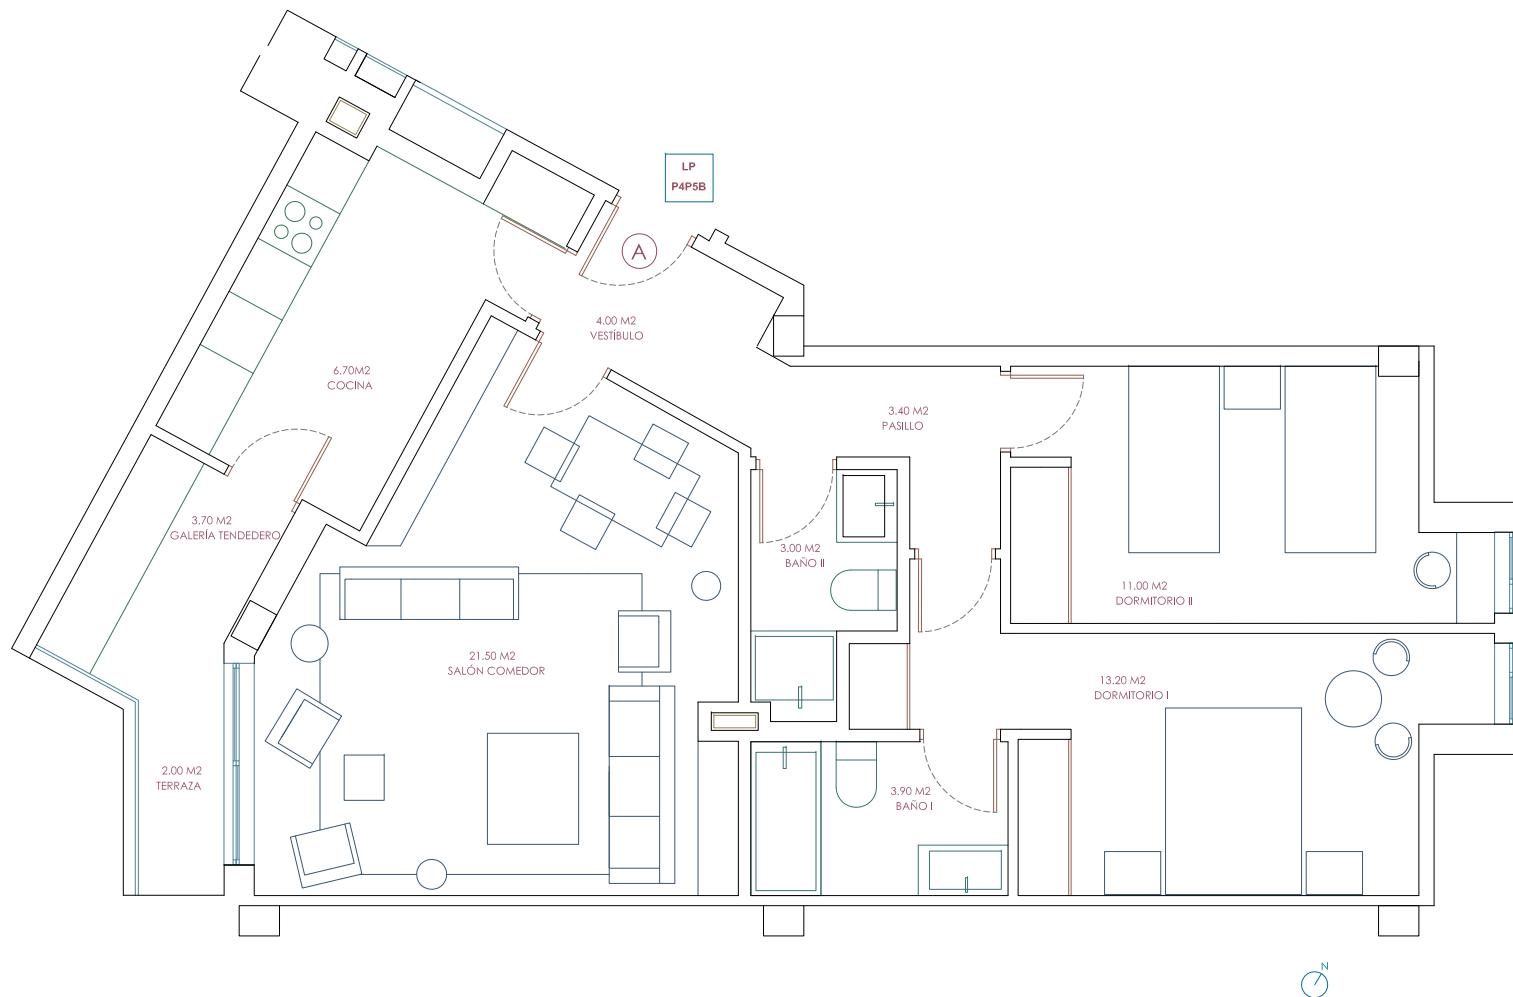 LP
P4P5B
A
4.00 M2
VESTÍBULO
6.70M2
COCINA
3.40 M2
PASILLO
3.70 M2
GALERÍA TENDEDERO
3.00 M2
BAÑO II
11.00 M2
DORMITORIO II
21.50 M2
SALÓN COMEDOR
13.20 M2
DORMITORIO I
2.00 M2
TERRAZA
3.90 M2
BAÑO I
N